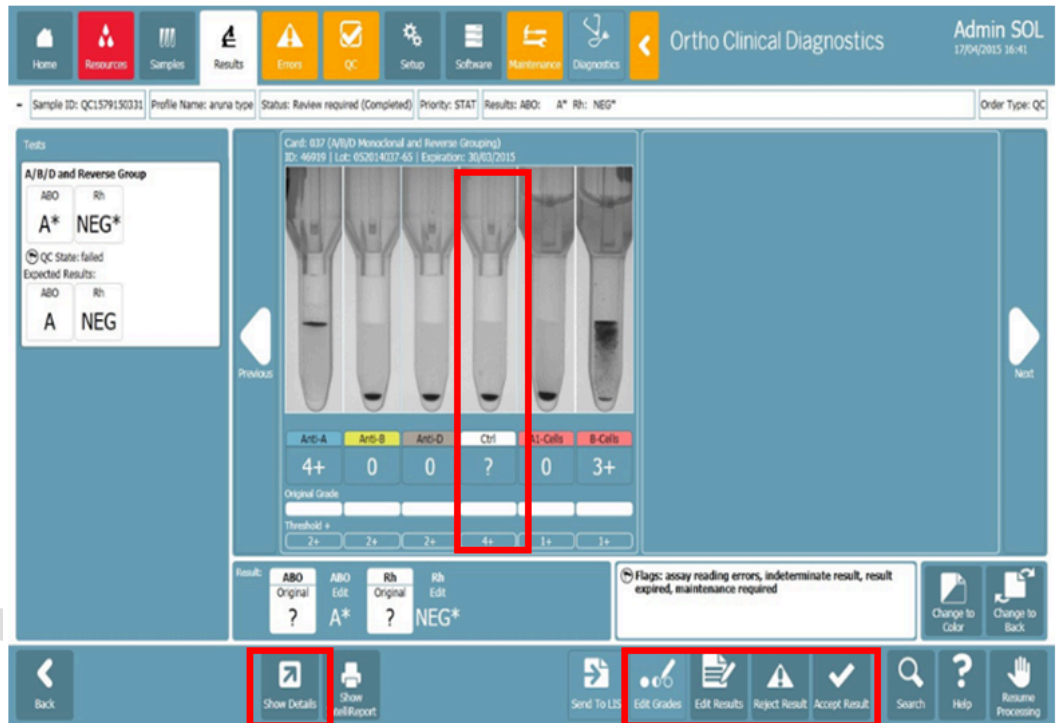 Home
Resources
Samples
Results
Errors
QC
Setup
Software
Maintenance
Diagnostics
Ortho Clinical Diagnostics
Admin SOL
17/04/2015 16:41
- Sample ID: QC1579150331 Profile Name: aruna type Status: Review required (Completed) Priority: STAT Results: ABO: A* Rh: NEG* Order Type: QC
Tests
A/B/D and Reverse Group
ABO Rh
A* NEG*
QC State: failed
Expected Results:
ABO Rh
A NEG
Previous
Card: 037 (A/B/D Monoclonal and Reverse Grouping)
ID: 46919 | Lot: 052014037-65 | Expiration: 30/03/2015
Anti-A Anti-B Anti-D Ctrl A1-Cells B-Cells
4+ 0 0 ? 0 3+
Original Grade
Threshold +
2+ 2+ 2+ 4+ 1+ 1+
Next
Result:
ABO ABO Rh Rh
Original Edit Original Edit
? A* ? NEG*
Flags: assay reading errors, indeterminate result, result
expired, maintenance required
Change to
Color
Change to
Back
Back
Show Details
Show
Send To LIS
Edit Grades
Edit Results
Reject Result
Accept Result
Search
? Help
Resume
Processing